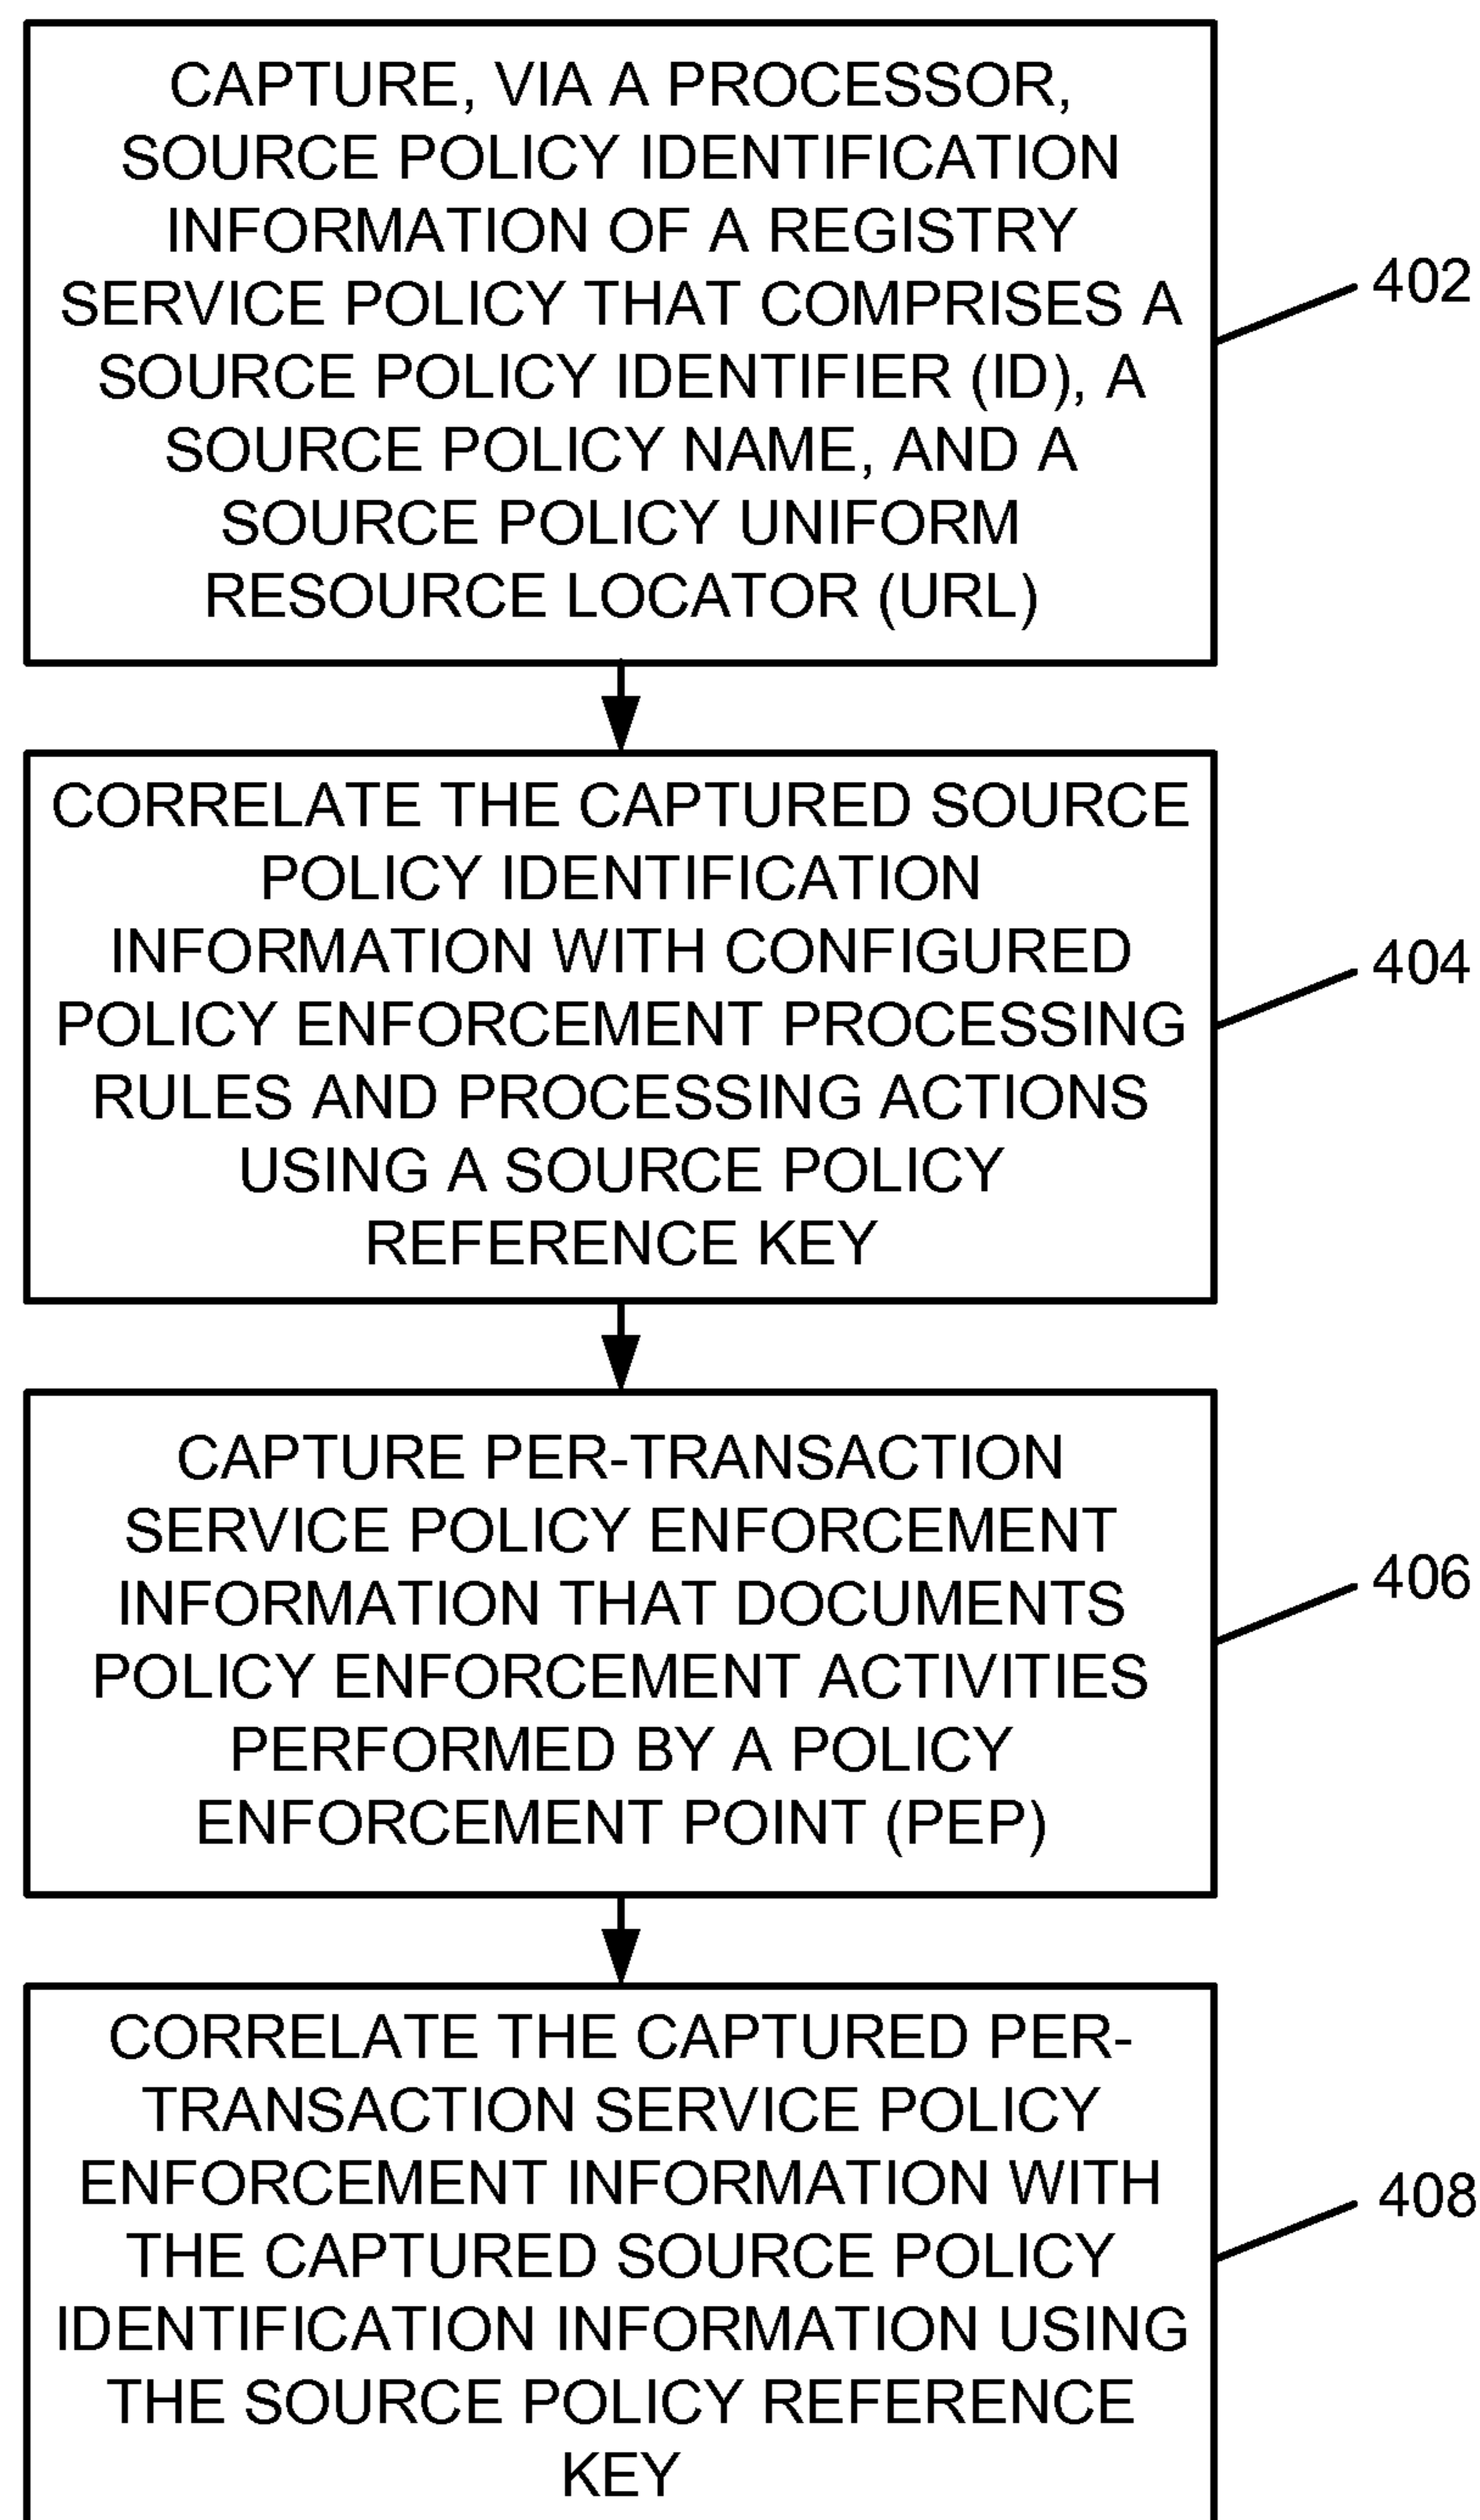 CAPTURE, VIA A PROCESSOR,
SOURCE POLICY IDENTIFICATION
INFORMATION OF A REGISTRY
SERVICE POLICY THAT COMPRISES A
SOURCE POLICY IDENTIFIER (ID), A
SOURCE POLICY NAME, AND A
SOURCE POLICY UNIFORM
RESOURCE LOCATOR (URL)
402
CORRELATE THE CAPTURED SOURCE
POLICY IDENTIFICATION
INFORMATION WITH CONFIGURED
POLICY ENFORCEMENT PROCESSING
RULES AND PROCESSING ACTIONS
USING A SOURCE POLICY
REFERENCE KEY
404
CAPTURE PER-TRANSACTION
SERVICE POLICY ENFORCEMENT
INFORMATION THAT DOCUMENTS
POLICY ENFORCEMENT ACTIVITIES
PERFORMED BY A POLICY
ENFORCEMENT POINT (PEP)
406
CORRELATE THE CAPTURED PER-
TRANSACTION SERVICE POLICY
ENFORCEMENT INFORMATION WITH
THE CAPTURED SOURCE POLICY
IDENTIFICATION INFORMATION USING
THE SOURCE POLICY REFERENCE
KEY
408